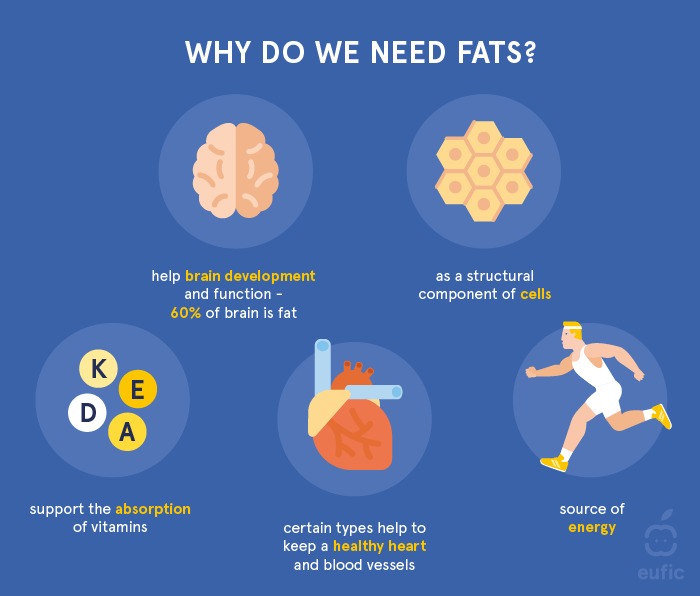 WHY DO WE NEED FATS?
help brain development
and function -
60% of brain is fat
as a structural
component of cells
K
E
D
A
support the absorption
of vitamins
certain types help to
keep a healthy heart
and blood vessels
source of
energy
eufic